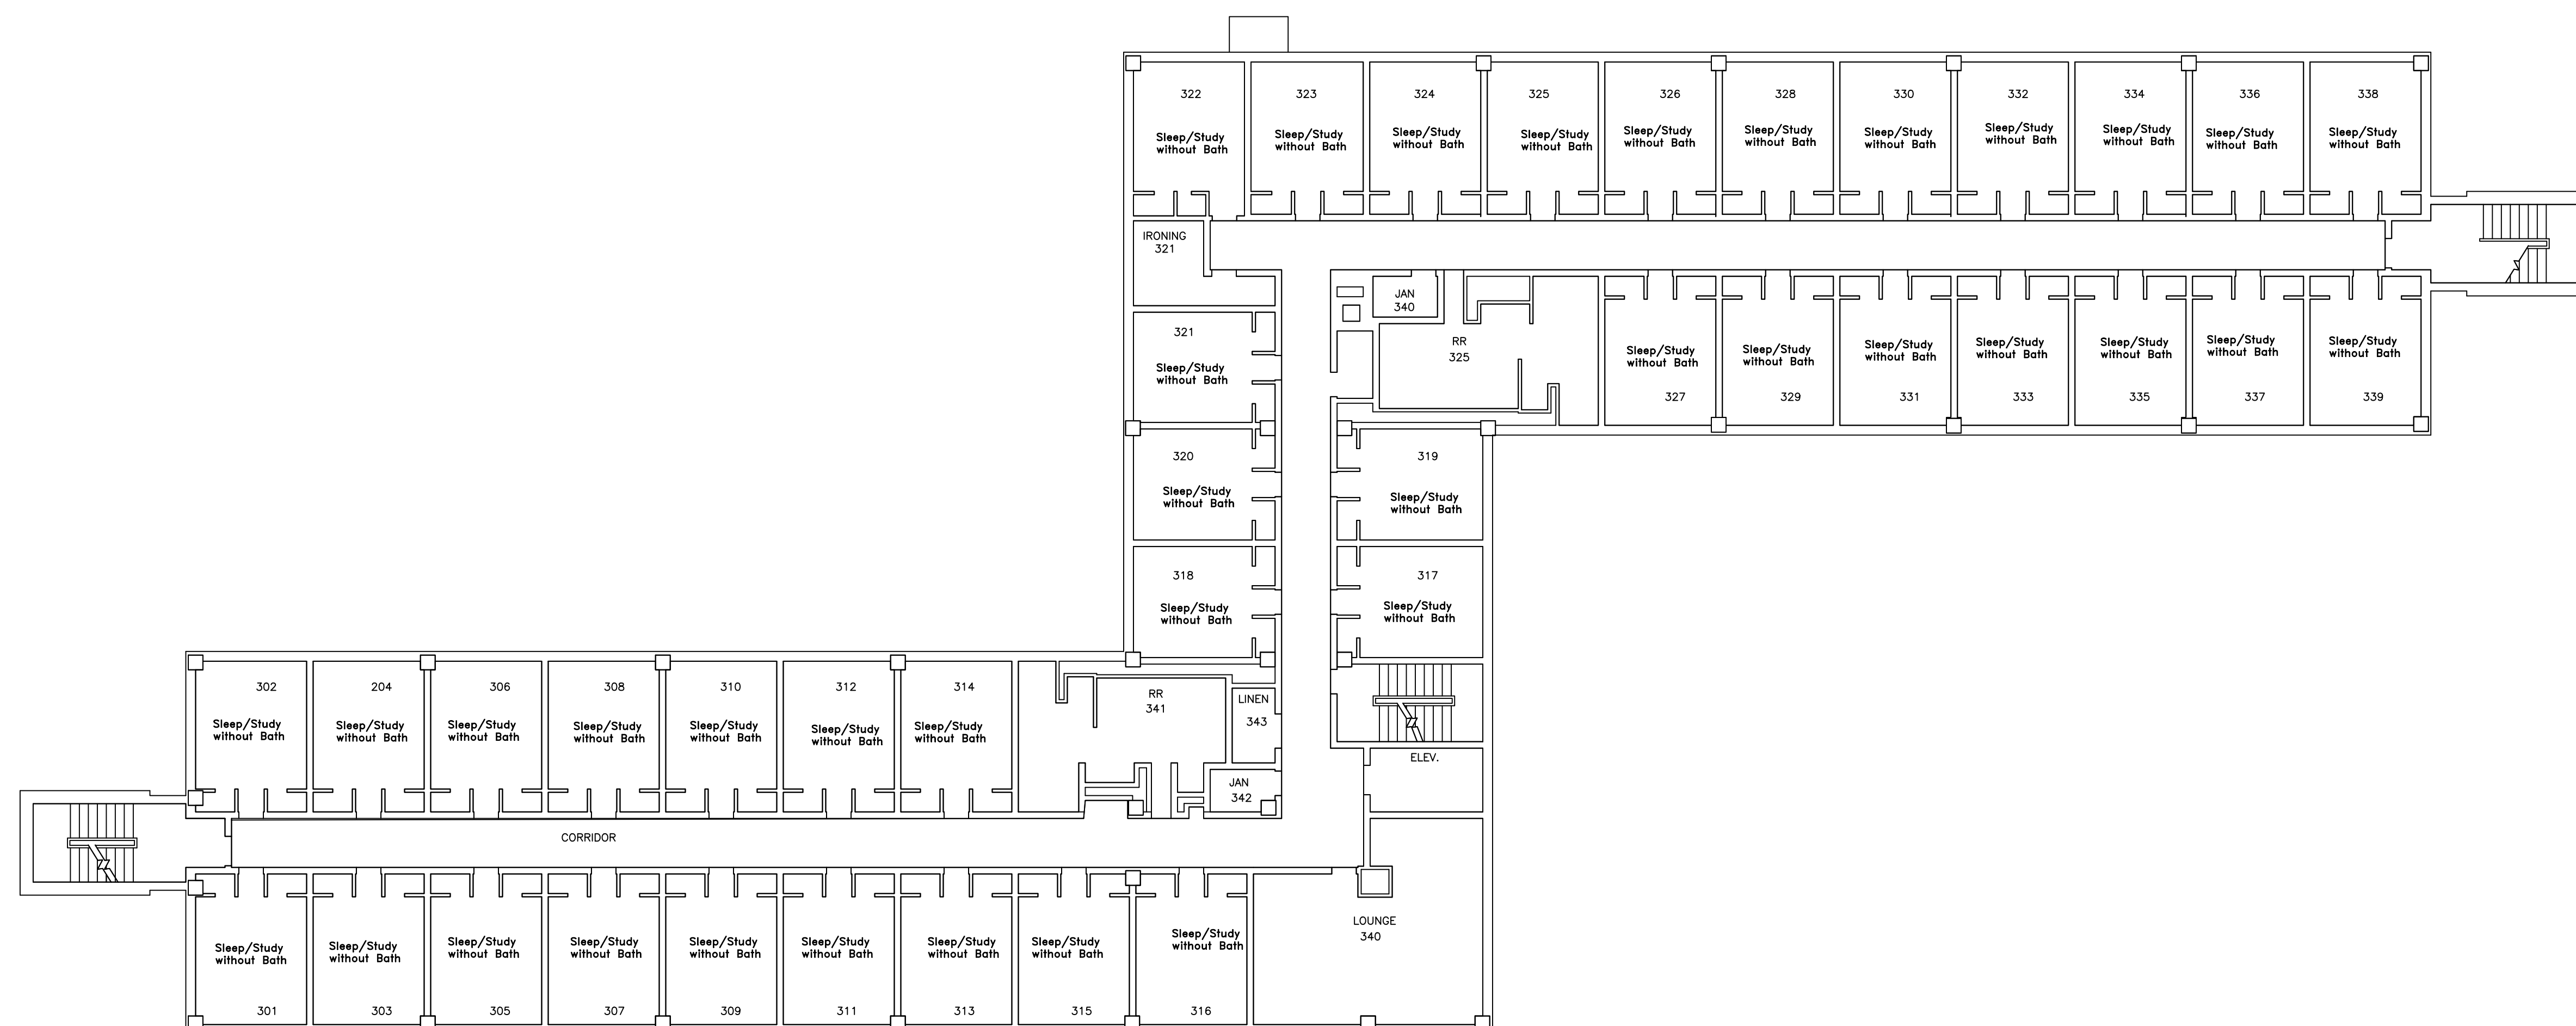 322
Sleep/Study
without Bath
323
Sleep/Study
without Bath
324
Sleep/Study
without Bath
325
Sleep/Study
without Bath
326
Sleep/Study
without Bath
328
Sleep/Study
without Bath
330
Sleep/Study
without Bath
332
Sleep/Study
without Bath
334
Sleep/Study
without Bath
336
Sleep/Study
without Bath
338
Sleep/Study
without Bath
IRONING
321
JAN
340
RR
325
321
Sleep/Study
without Bath
Sleep/Study
without Bath
327
Sleep/Study
without Bath
329
Sleep/Study
without Bath
331
Sleep/Study
without Bath
333
Sleep/Study
without Bath
335
Sleep/Study
without Bath
337
Sleep/Study
without Bath
339
320
Sleep/Study
without Bath
319
Sleep/Study
without Bath
318
Sleep/Study
without Bath
317
Sleep/Study
without Bath
302
Sleep/Study
without Bath
204
Sleep/Study
without Bath
306
Sleep/Study
without Bath
308
Sleep/Study
without Bath
310
Sleep/Study
without Bath
312
Sleep/Study
without Bath
314
Sleep/Study
without Bath
RR
341
LINEN
343
ELEV.
JAN
342
CORRIDOR
Sleep/Study
without Bath
301
Sleep/Study
without Bath
303
Sleep/Study
without Bath
305
Sleep/Study
without Bath
307
Sleep/Study
without Bath
309
Sleep/Study
without Bath
311
Sleep/Study
without Bath
313
Sleep/Study
without Bath
315
Sleep/Study
without Bath
316
LOUNGE
340